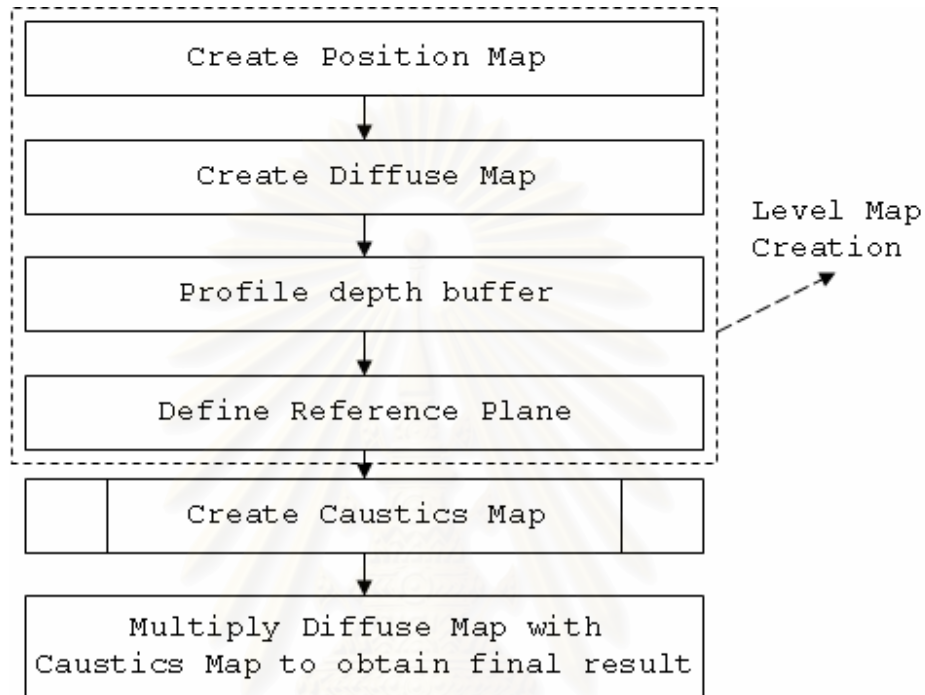 Create Position Map
Create Diffuse Map
Level Map
Creation
Profile depth buffer
Define Reference Plane
Create Caustics Map
Multiply Diffuse Map with
Caustics Map to obtain final result